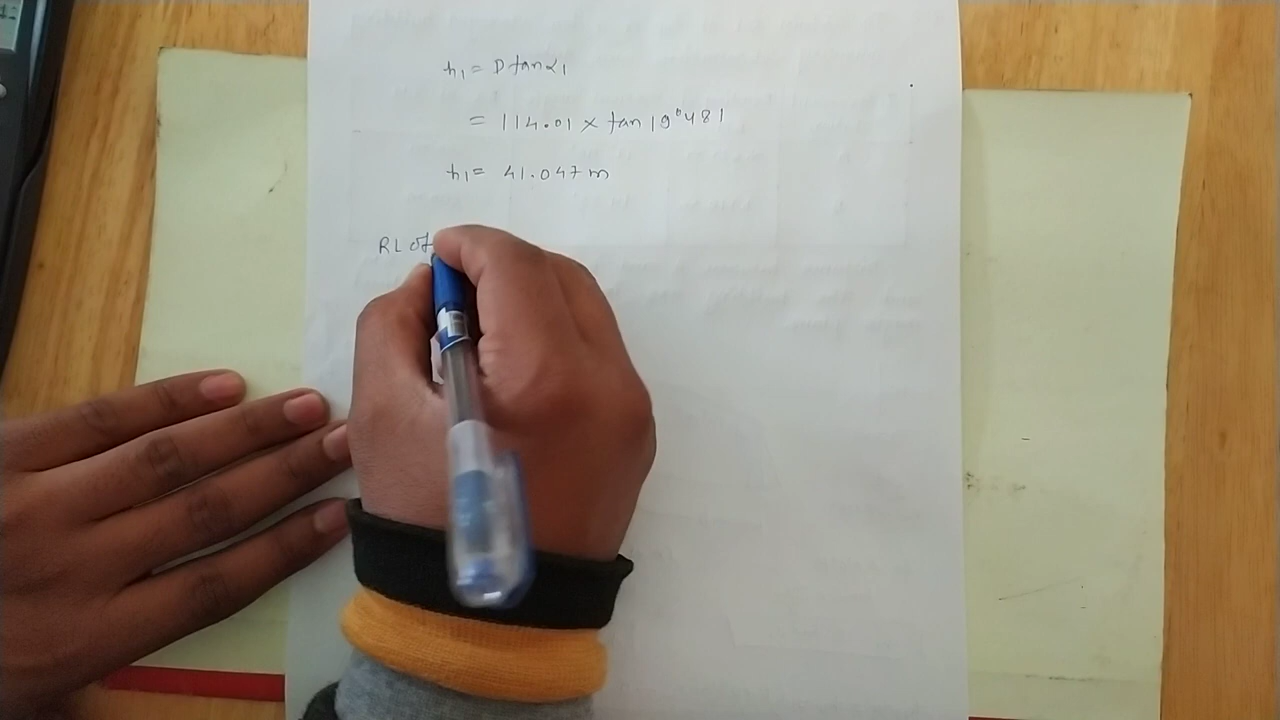 h₁ = D tan α₁
= 114.01 × tan 19°48'
h₁ = 41.047 m
RL of